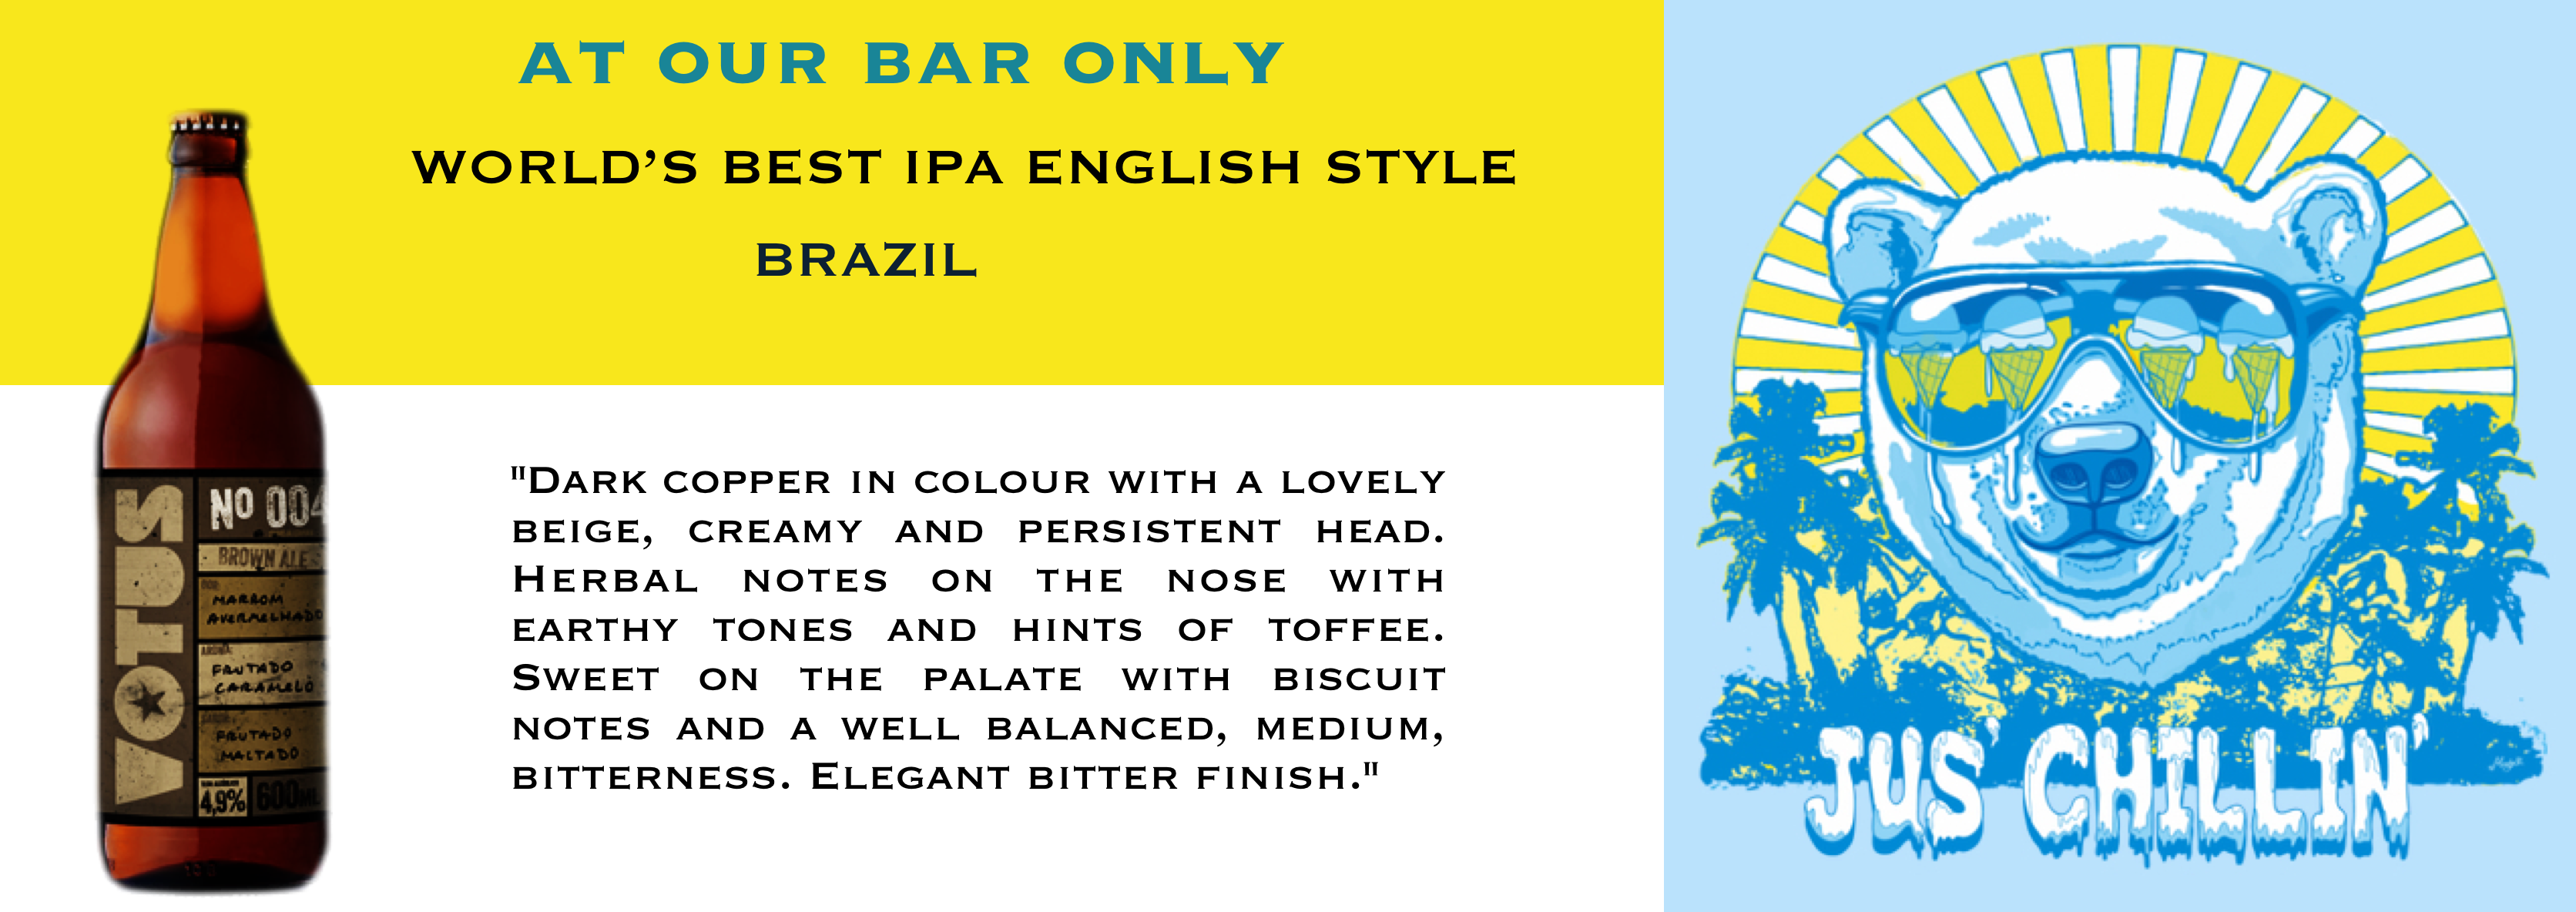 AT OUR BAR ONLY
WORLD’S BEST IPA ENGLISH STYLE
BRAZIL
"DARK COPPER IN COLOUR WITH A LOVELY
BEIGE, CREAMY AND PERSISTENT HEAD.
HERBAL NOTES ON THE NOSE WITH
EARTHY TONES AND HINTS OF TOFFEE.
SWEET ON THE PALATE WITH BISCUIT
NOTES AND A WELL BALANCED, MEDIUM,
BITTERNESS. ELEGANT BITTER FINISH."
VOTUS
Nº 004
BROWN ALE
MARROM
AVERMELHADO
AROMA:
FRUTADO
CARAMELO
FRUTADO
MALTADO
4,9% 600ML
JUS' CHILLIN'